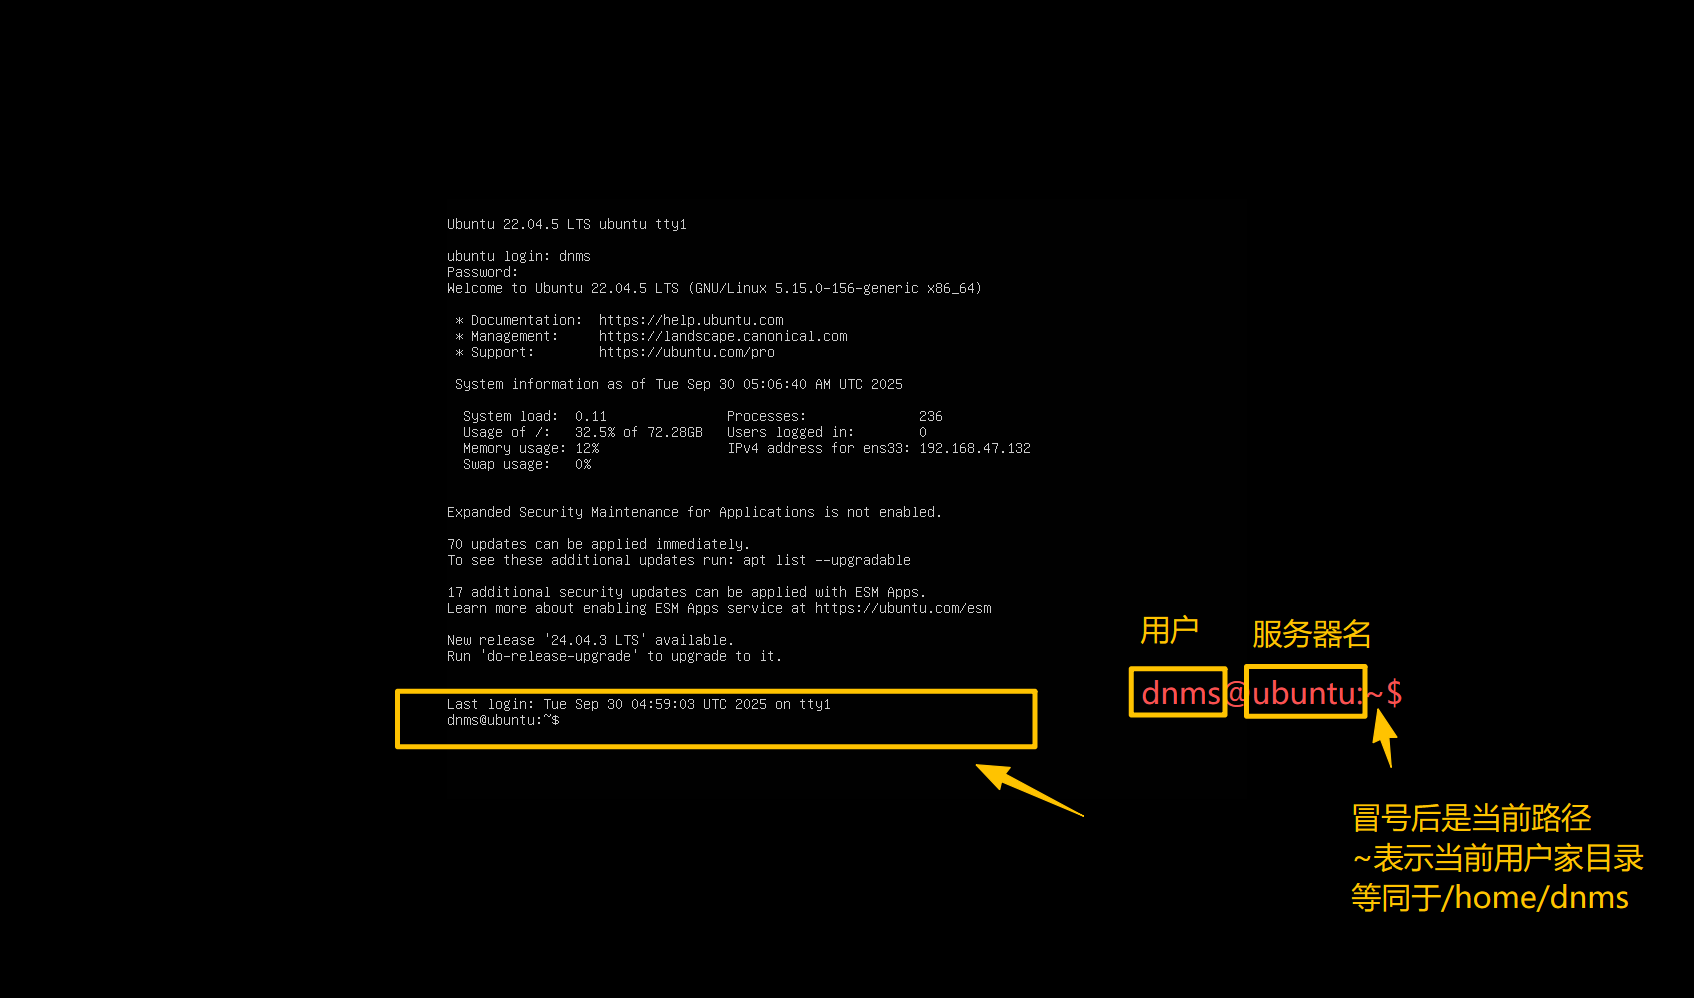 Ubuntu 22.04.5 LTS ubuntu tty1
ubuntu login: dnms
Password:
Welcome to Ubuntu 22.04.5 LTS (GNU/Linux 5.15.0-156-generic x86_64)
* Documentation:  https://help.ubuntu.com
* Management:     https://landscape.canonical.com
* Support:        https://ubuntu.com/pro
System information as of Tue Sep 30 05:06:40 AM UTC 2025
System load:  0.11               Processes:              236
Usage of /:   32.5% of 72.28GB   Users logged in:        0
Memory usage: 12%                IPv4 address for ens33: 192.168.47.132
Swap usage:   0%
Expanded Security Maintenance for Applications is not enabled.
70 updates can be applied immediately.
To see these additional updates run: apt list --upgradable
17 additional security updates can be applied with ESM Apps.
Learn more about enabling ESM Apps service at https://ubuntu.com/esm
New release '24.04.3 LTS' available.
Run 'do-release-upgrade' to upgrade to it.
Last login: Tue Sep 30 04:59:03 UTC 2025 on tty1
dnms@ubuntu:~$
用户 服务器名
dnms@ubuntu:~$
冒号后是当前路径
~表示当前用户家目录
等同于/home/dnms